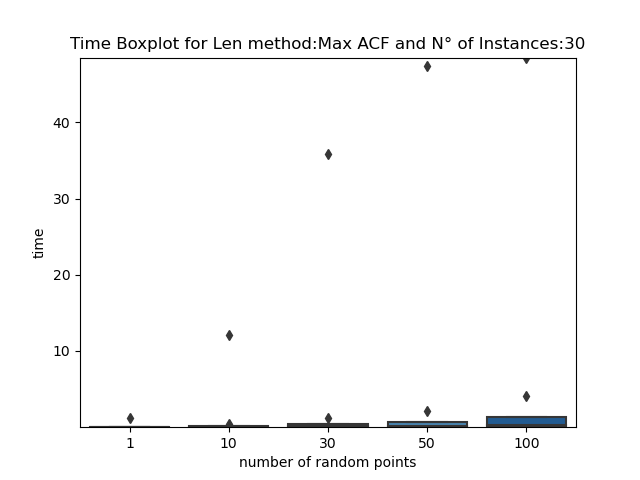 Time Boxplot for Len method:Max ACF and N° of Instances:30
40
30
20
10
time
1 10 30 50 100
number of random points